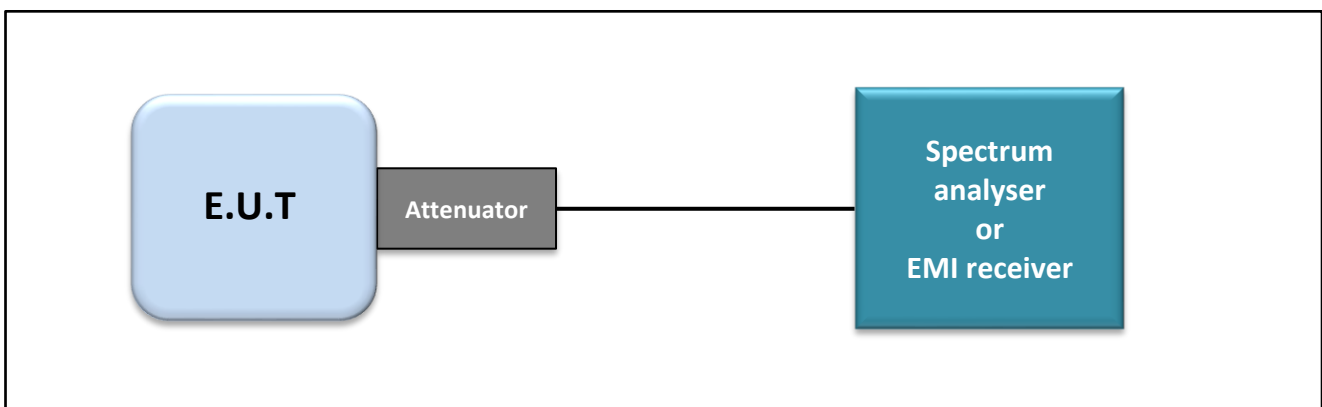 E.U.T
Attenuator
Spectrum
analyser
or
EMI receiver